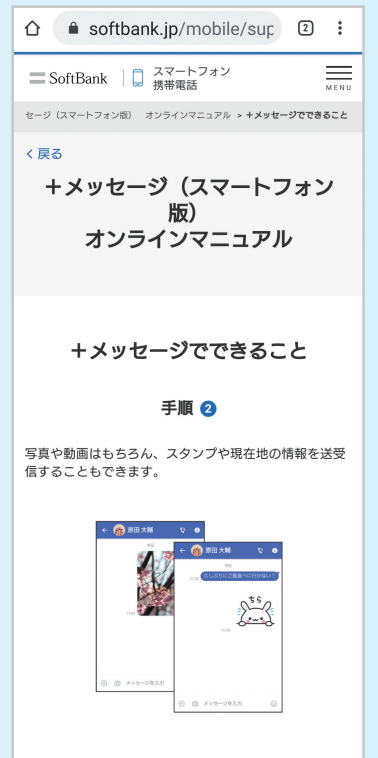 softbank.jp/mobile/sup
2
SoftBank
スマートフォン
携帯電話
MENU
セージ（スマートフォン版） オンラインマニュアル > +メッセージでできること
戻る
+メッセージ（スマートフォン
版）
オンラインマニュアル
+メッセージでできること
手順 2
写真や動画はもちろん、スタンプや現在地の情報を送受
信することもできます。
原田 大輔
メッセージを入力
原田 大輔
久しぶりにご飯食べに行かない？
ちら
メッセージを入力